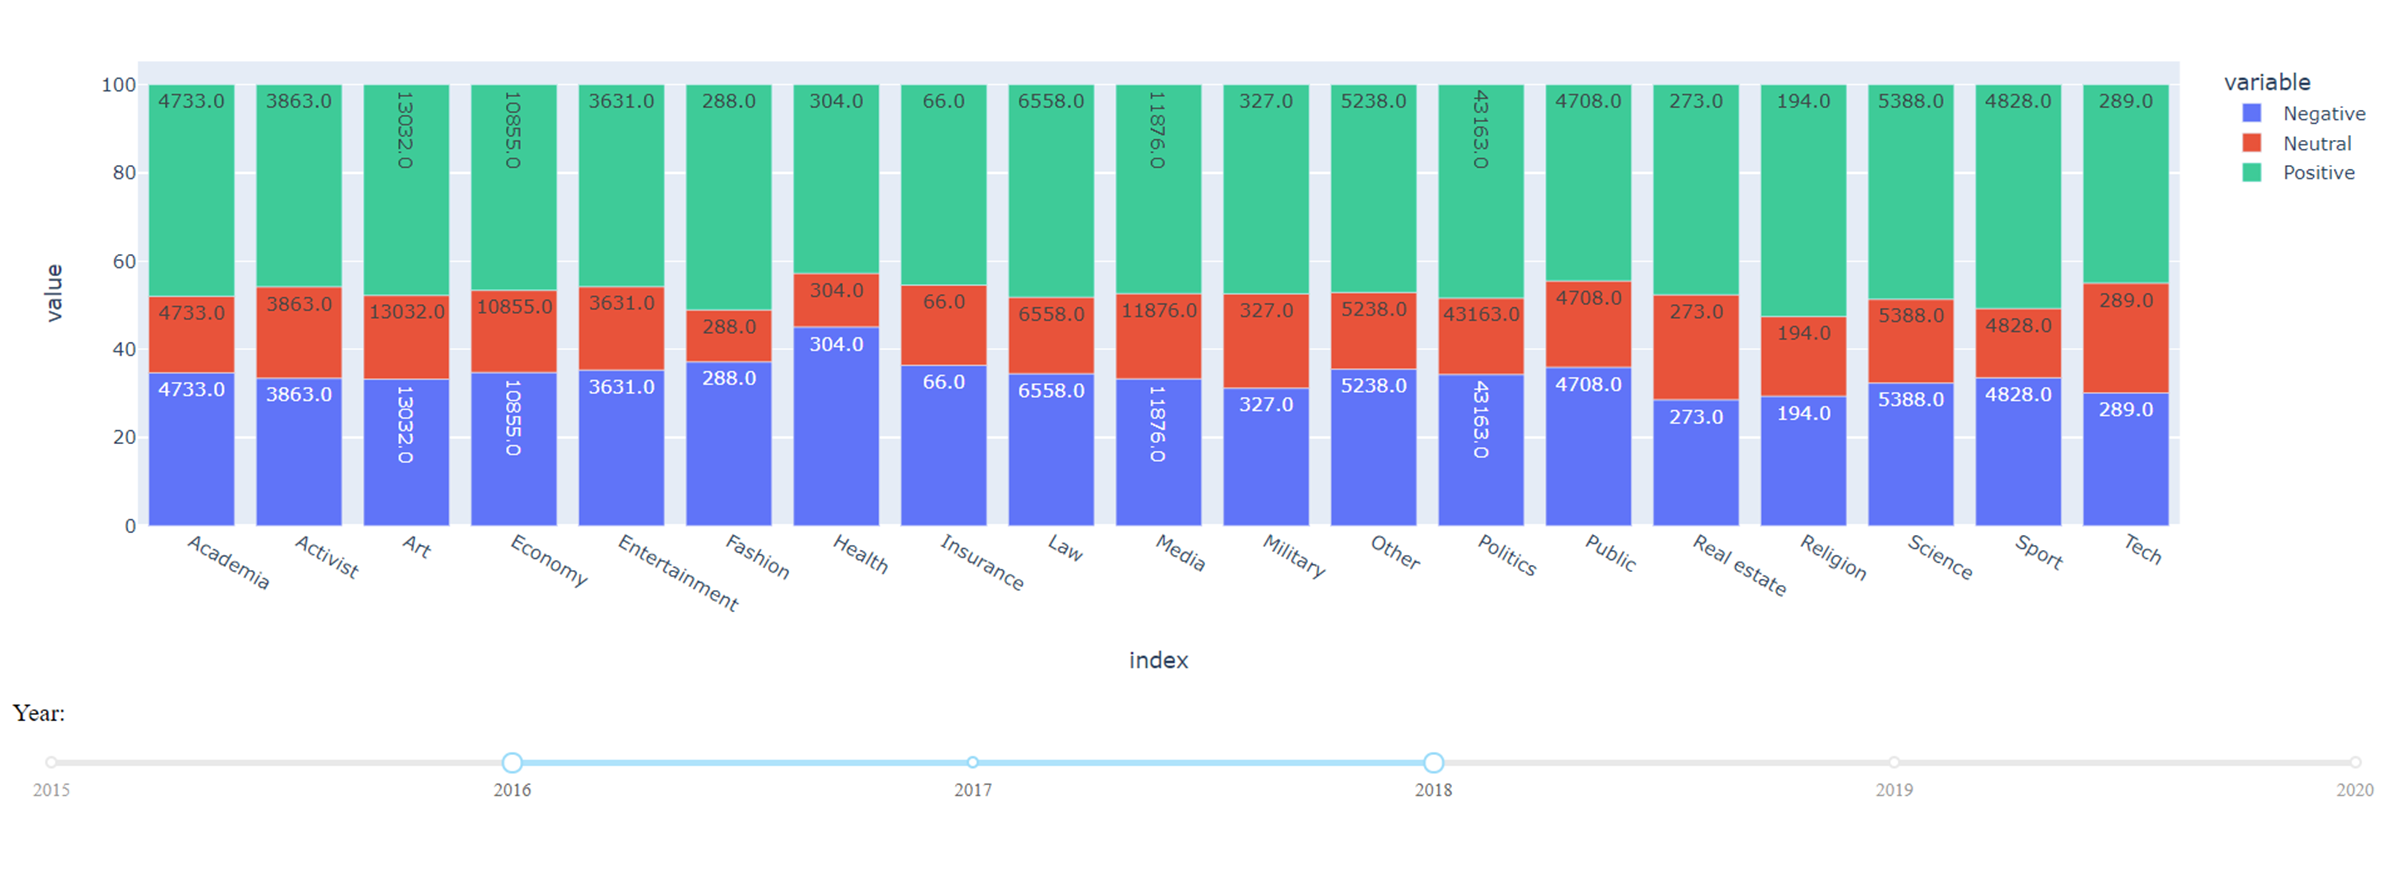 variable
Negative
Neutral
Positive
value
100
80
60
40
20
0
4733.0 3863.0 13032.0 10855.0 3631.0 288.0 304.0 66.0 6558.0 11876.0 327.0 5238.0 43163.0 4708.0 273.0 194.0 5388.0 4828.0 289.0
4733.0 3863.0 13032.0 10855.0 3631.0 288.0 304.0 66.0 6558.0 11876.0 327.0 5238.0 43163.0 4708.0 273.0 194.0 5388.0 4828.0 289.0
4733.0 3863.0 13032.0 10855.0 3631.0 288.0 304.0 66.0 6558.0 11876.0 327.0 5238.0 43163.0 4708.0 273.0 194.0 5388.0 4828.0 289.0
Academia Activist Art Economy Entertainment Fashion Health Insurance Law Media Military Other Politics Public Real estate Religion Science Sport Tech
index
Year:
2015 2016 2017 2018 2019 2020